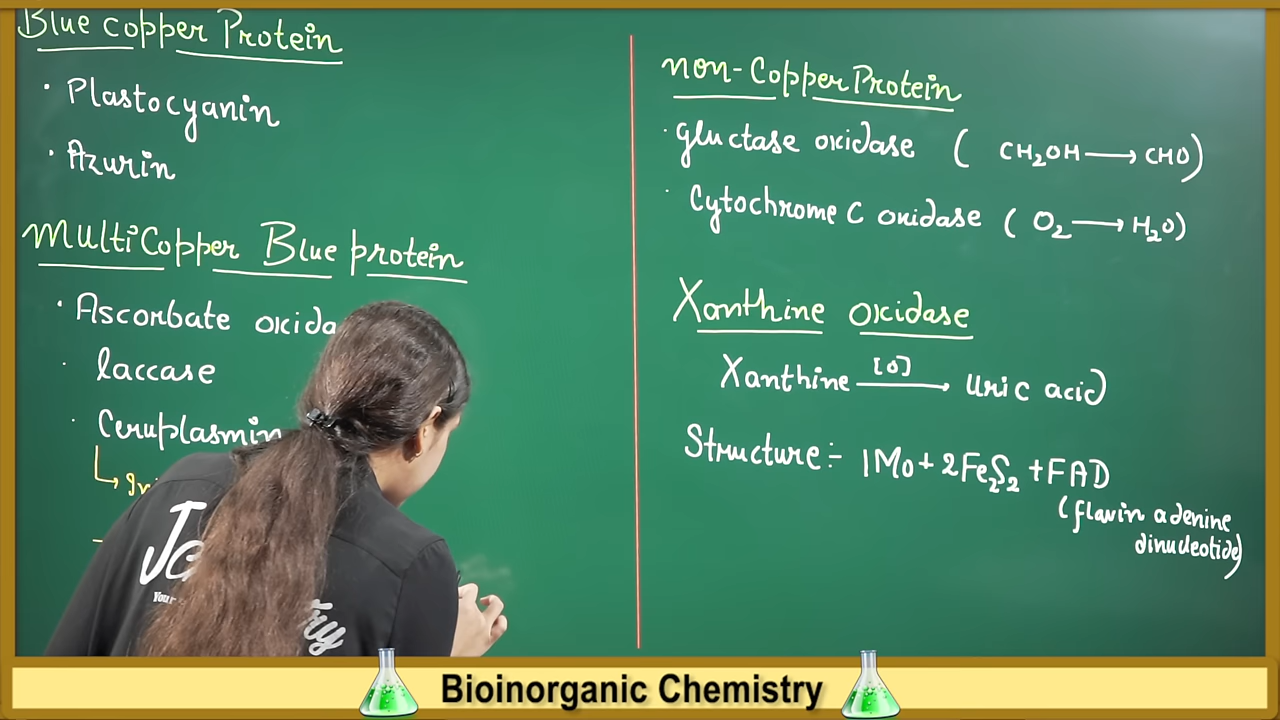 Blue Copper Protein
· Plastocyanin
· Azurin
MultiCopper Blue protein
· Ascorbate oxida
· laccase
· Ceruplasmin
non-Copper Protein
· gluctase oxidase ( CH₂OH ⟶ CHO)
· Cytochrome C oxidase ( O₂ ⟶ H₂O)
Xanthine oxidase
Xanthine [O] ⟶ Uric acid
Structure :- 1Mo + 2Fe₂S₂ + FAD
(flavin adenine
dinucleotide)
Your
Bioinorganic Chemistry